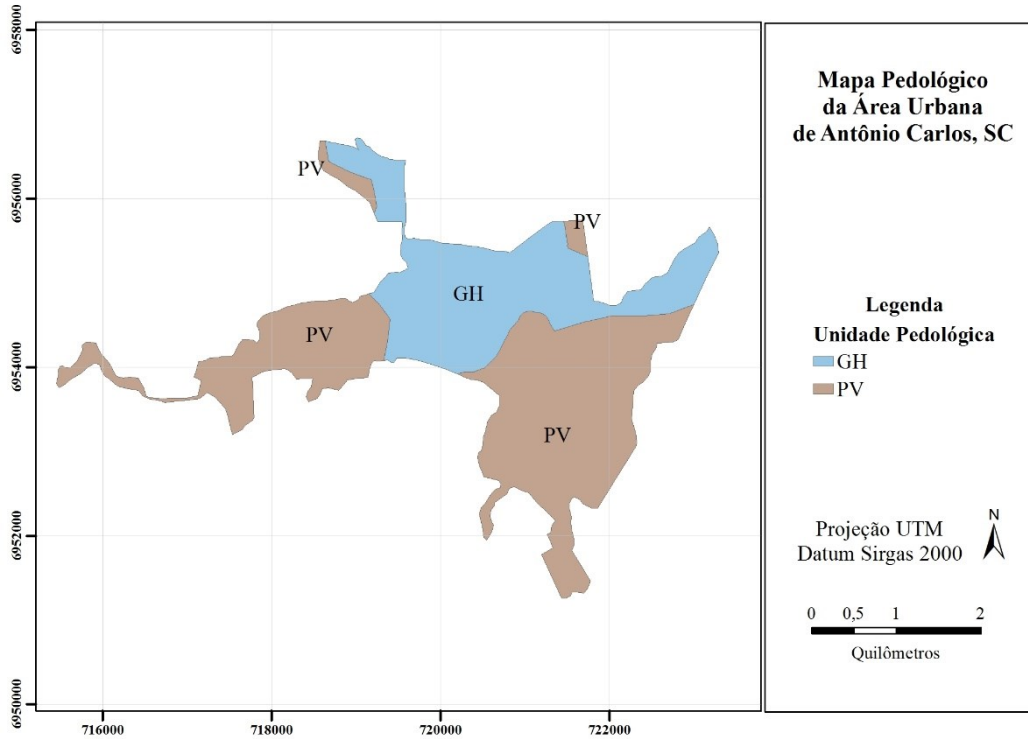 6958000
6956000
6954000
6952000
6950000
716000
718000
720000
722000
PV
PV
GH
PV
PV
Mapa Pedológico
da Área Urbana
de Antônio Carlos, SC
Legenda
Unidade Pedológica
GH
PV
Projeção UTM
Datum Sirgas 2000
N
0 0,5 1 2
Quilômetros